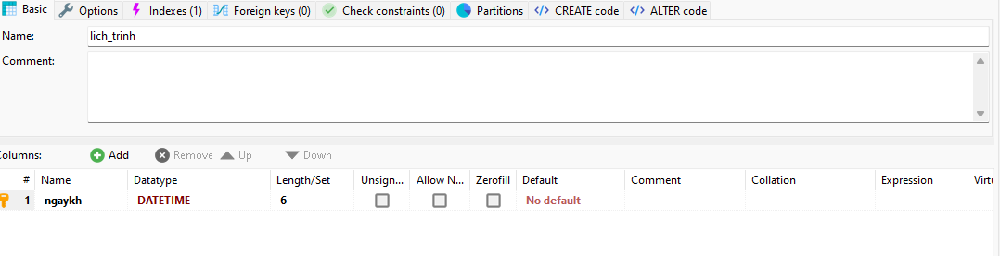 Basic Options Indexes (1) Foreign keys (0) Check constraints (0) Partitions CREATE code ALTER code
Name: lich_trinh
Comment:
Columns: Add Remove Up Down
# Name Datatype Length/Set Unsign... Allow N... Zerofill Default Comment Collation Expression Virtu
1 ngaykh DATETIME 6 No default